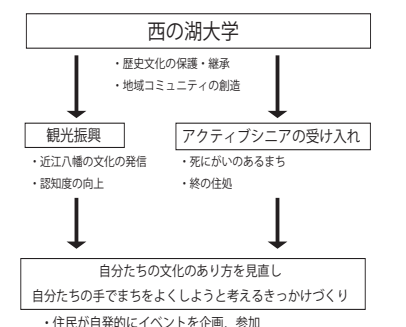 西の湖大学
・歴史文化の保護・継承
・地域コミュニティの創造
観光振興
・近江八幡の文化の発信
・認知度の向上
アクティブシニアの受け入れ
・死にがいのあるまち
・終の住処
自分たちの文化のあり方を見直し
自分たちの手でまちをよくしようと考えるきっかけづくり
・住民が自発的にイベントを企画，参加